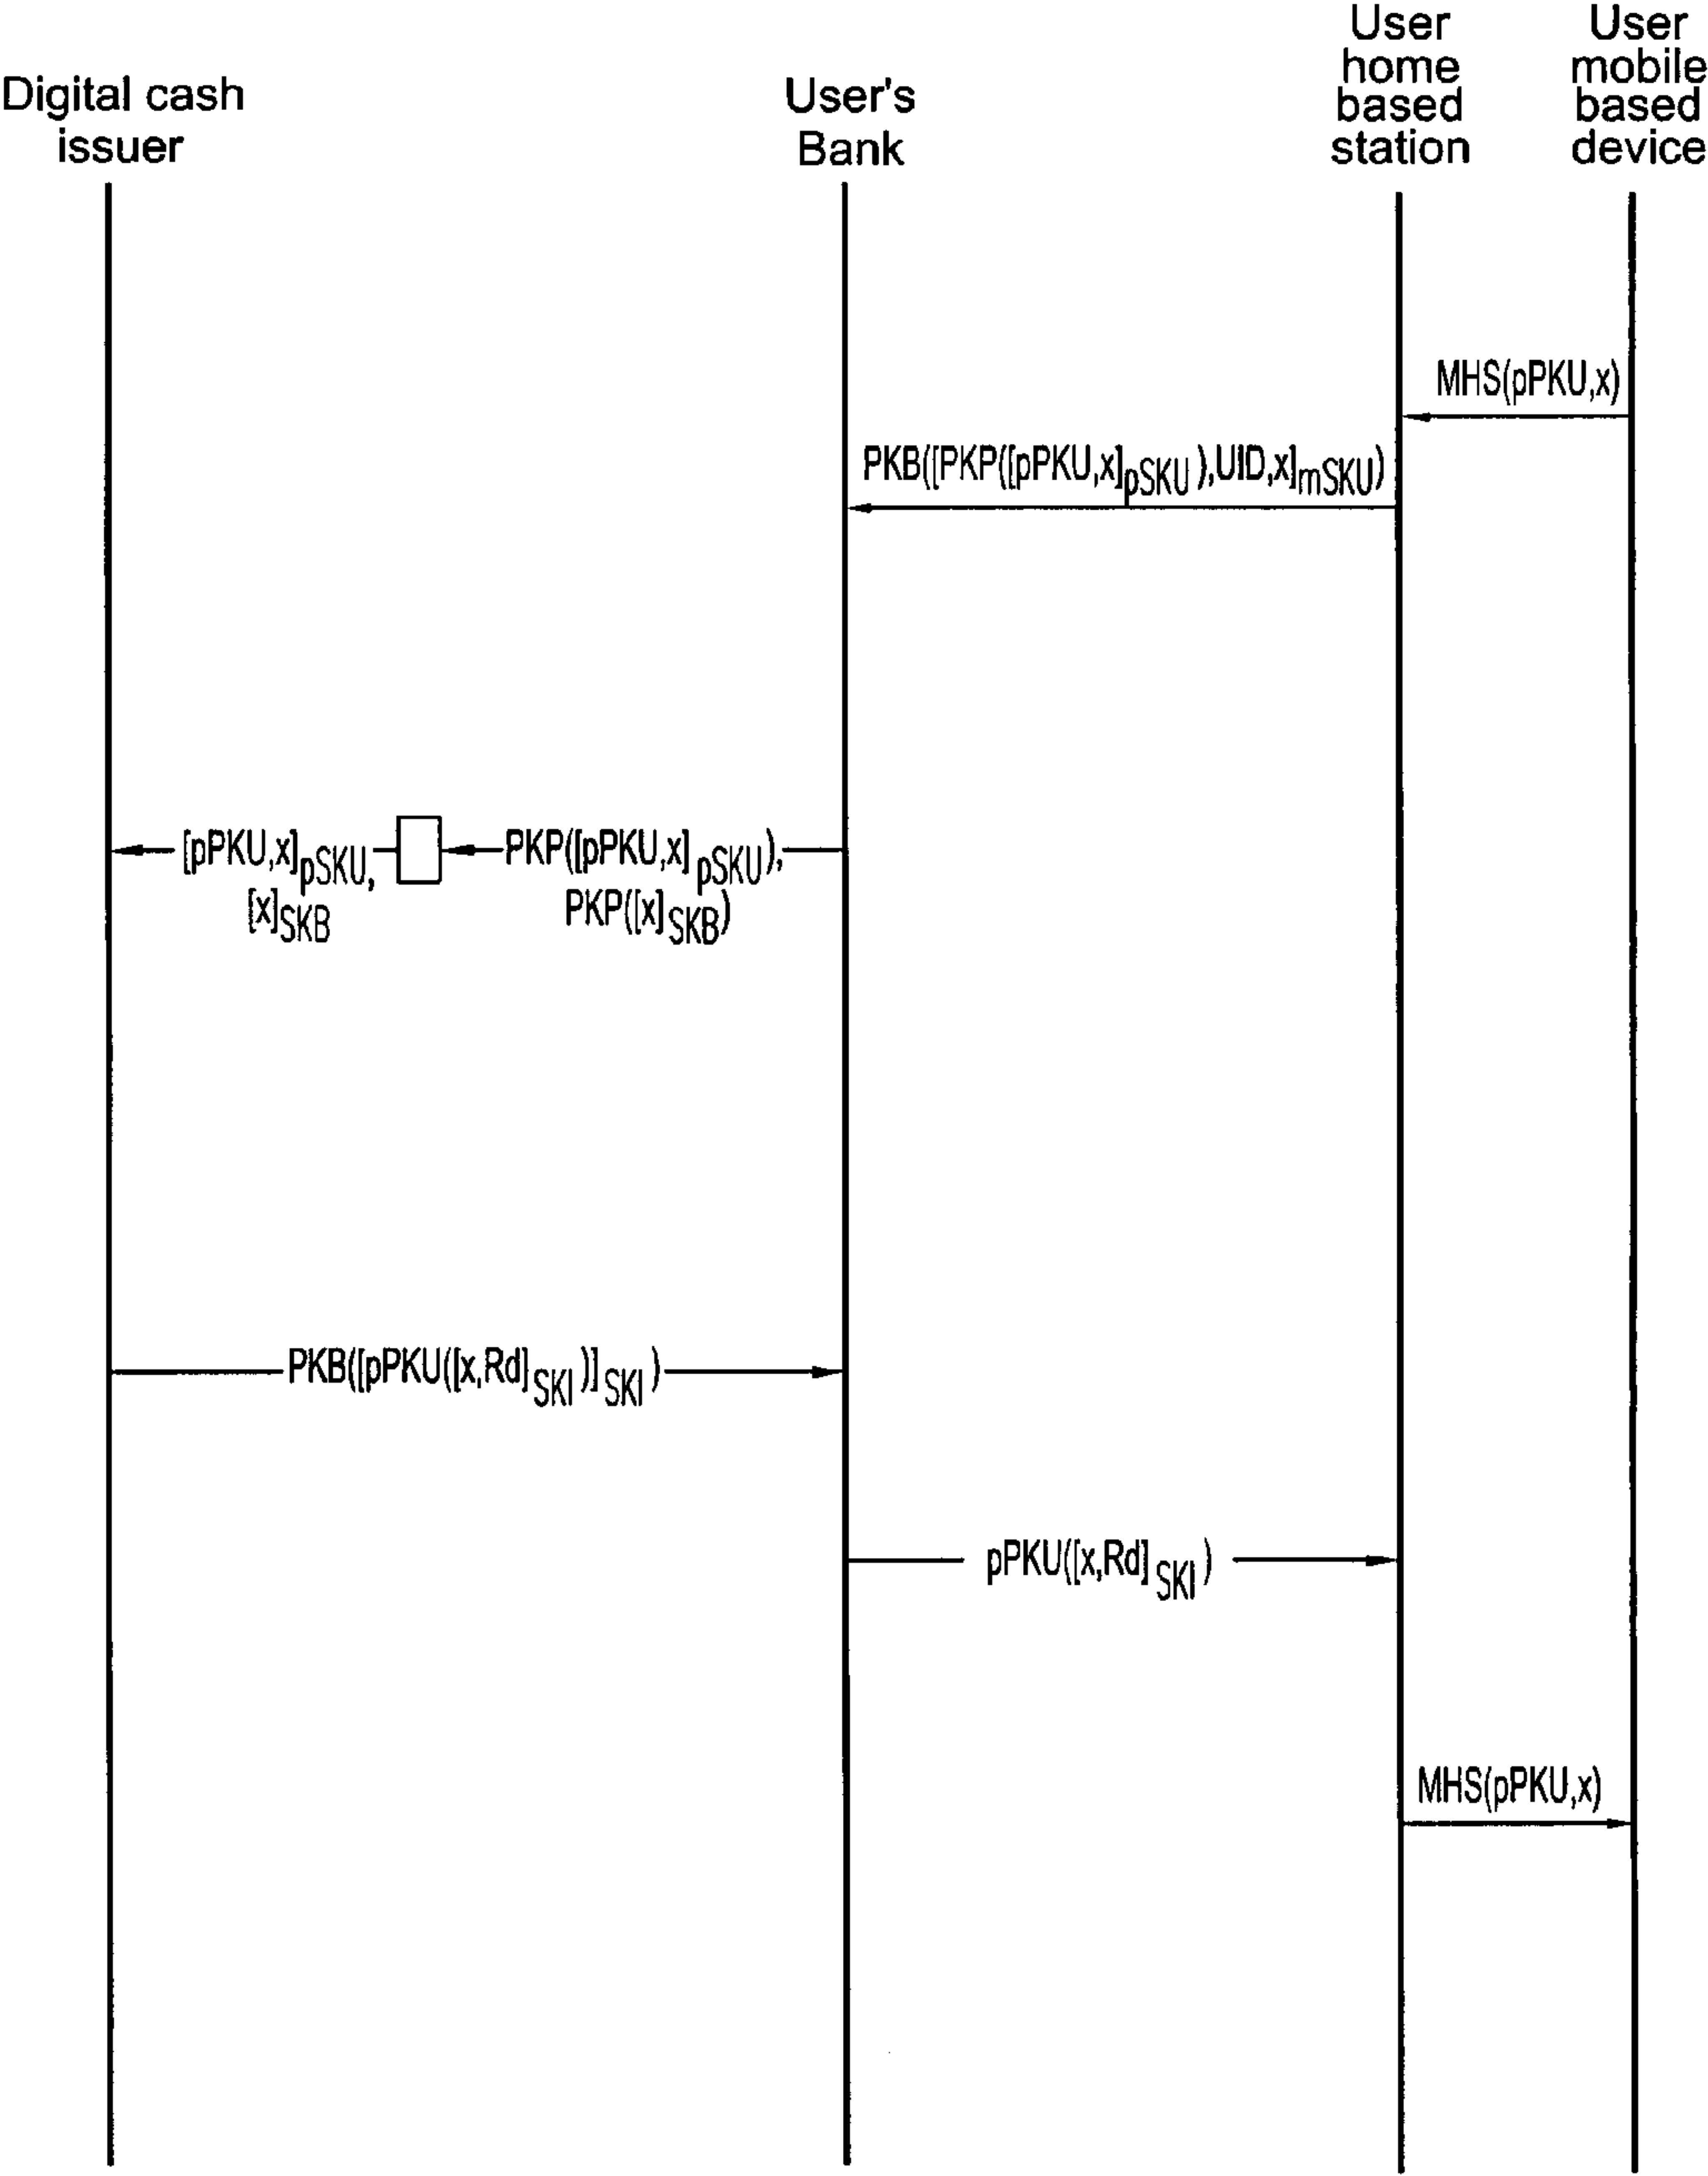 Digital cash
issuer
User's
Bank
User
home
based
station
User
mobile
based
device
MHS(pPKU,x)
PKB([PKP([pPKU,x]pSKU),UID,x]mSKU)
[pPKU,x]pSKU,
[x]SKB
PKP([pPKU,x]pSKU),
PKP([x]SKB)
PKB([pPKU([x,Rd]SKI)]SKI)
pPKU([x,Rd]SKI)
MHS(pPKU,x)